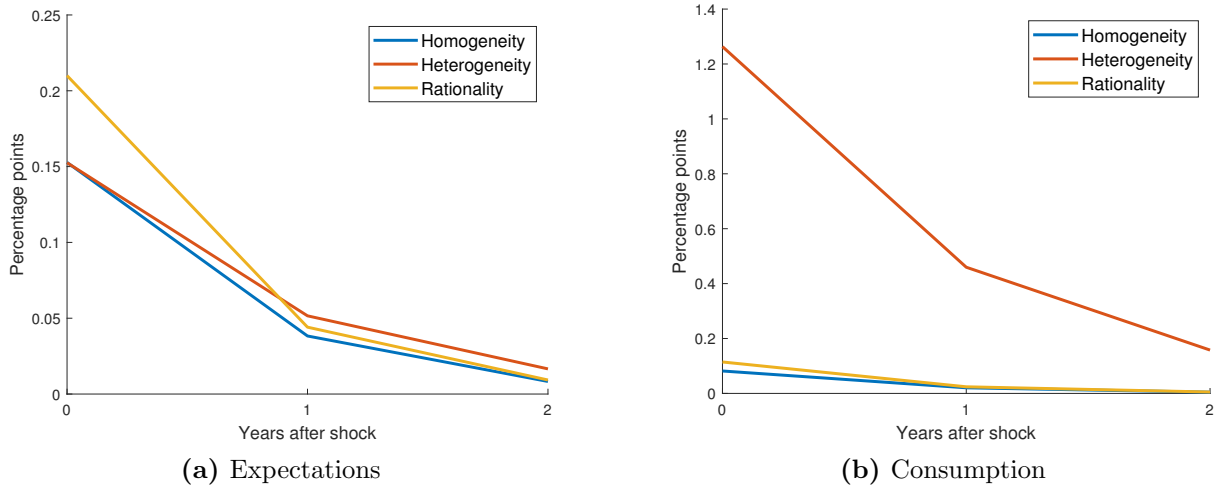 0.25
0.2
0.15
0.1
0.05
0
Percentage points
0 1 2
Years after shock
Homogeneity
Heterogeneity
Rationality
(a) Expectations
1.4
1.2
1
0.8
0.6
0.4
0.2
0
Percentage points
0 1 2
Years after shock
Homogeneity
Heterogeneity
Rationality
(b) Consumption